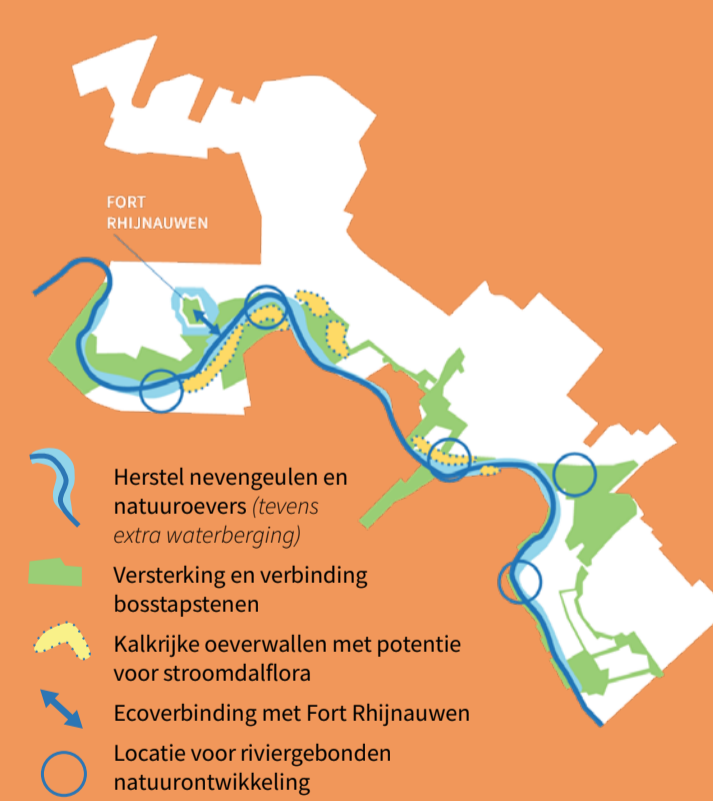 FORT
RHIJNAUWEN
Herstel nevengeulen en
natuuroevers (tevens
extra waterberging)
Versterking en verbinding
bosstapstenen
Kalkrijke oeverwallen met potentie
voor stroomdalflora
Ecoverbinding met Fort Rhijnauwen
Locatie voor riviergebonden
natuurontwikkeling